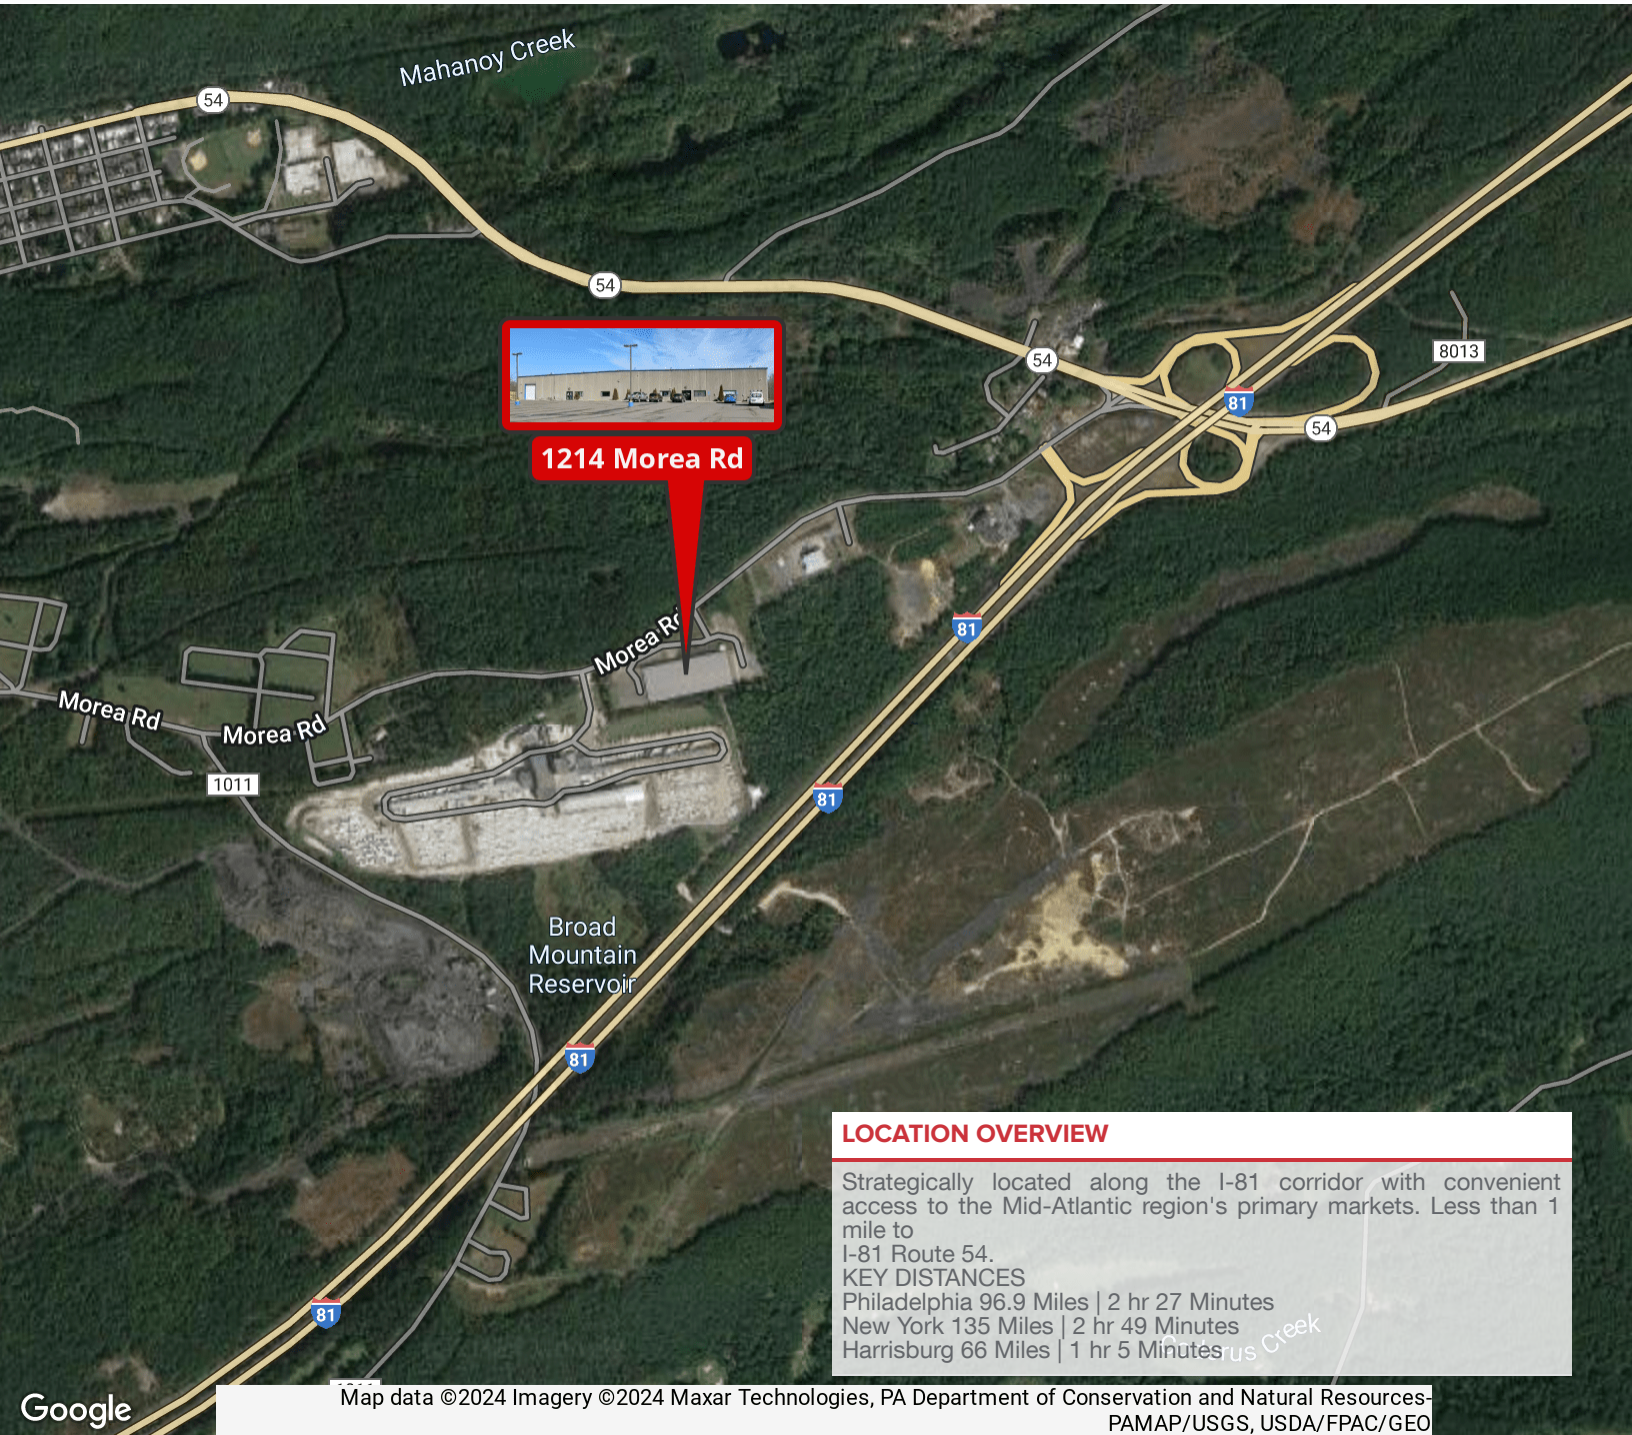 Mahanoy Creek
54
54
8013
54
81
54
1214 Morea Rd
81
Morea Rd
Morea Rd
Morea Rd
1011
81
Broad
Mountain
Reservoir
81
LOCATION OVERVIEW
Strategically located along the I-81 corridor with convenient
access to the Mid-Atlantic region's primary markets. Less than 1
mile to
I-81 Route 54.
KEY DISTANCES
Philadelphia 96.9 Miles | 2 hr 27 Minutes
New York 135 Miles | 2 hr 49 Minutes
Harrisburg 66 Miles | 1 hr 5 Minutes
Creek
81
Google
Map data ©2024 Imagery ©2024 Maxar Technologies, PA Department of Conservation and Natural Resources-
PAMAP/USGS, USDA/FPAC/GEO